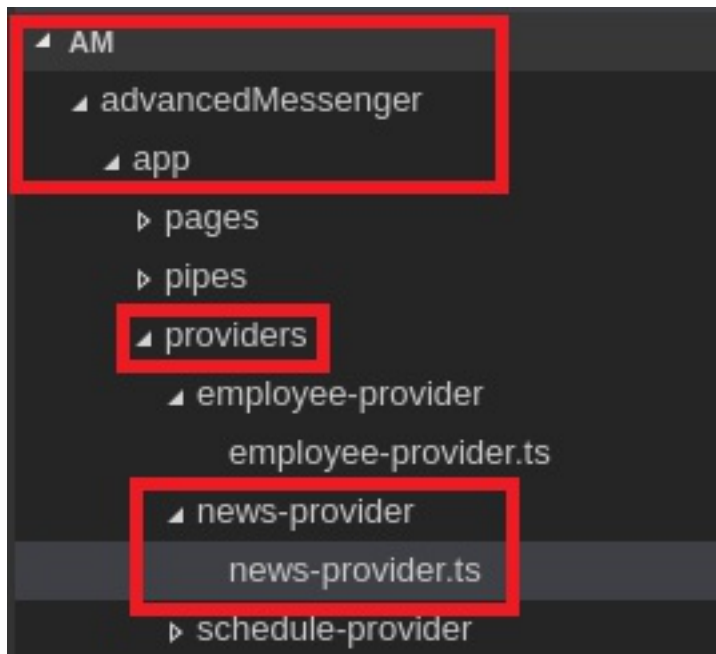 AM
advancedMessenger
app
pages
pipes
providers
employee-provider
employee-provider.ts
news-provider
news-provider.ts
schedule-provider